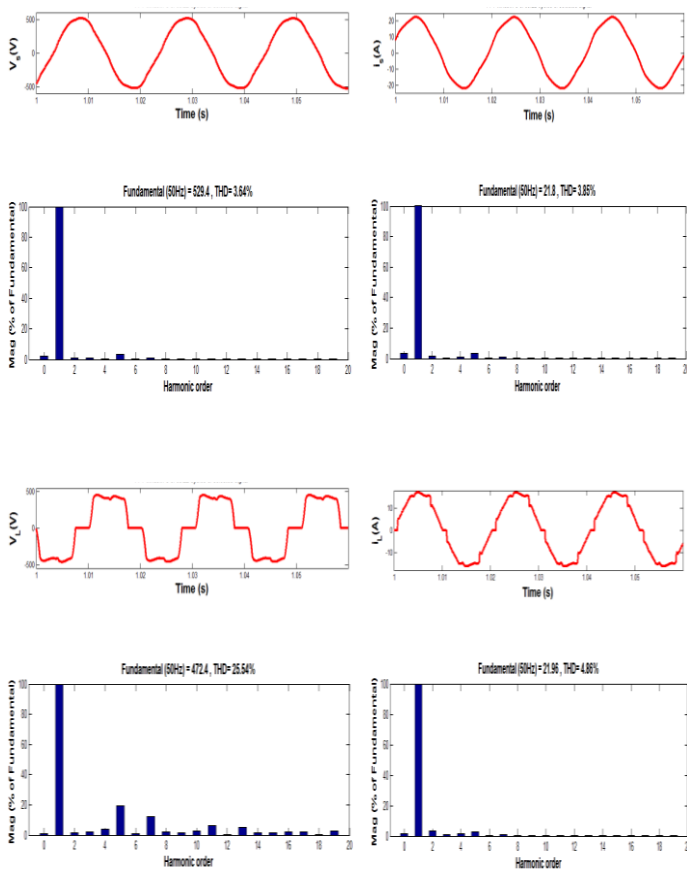 500
0
-500
V_s(V)
1
1.01
1.02
1.03
1.04
1.05
Time (s)
20
10
0
-10
-20
i_s(A)
1
1.01
1.02
1.03
1.04
1.05
Time (s)
Fundamental (50Hz) = 529.4 , THD= 3.64%
Mag (% of Fundamental)
100
80
60
40
20
0
0 2 4 6 8 10 12 14 16 18 20
Harmonic order
Fundamental (50Hz) = 21.8 , THD= 3.85%
Mag (% of Fundamental)
100
80
60
40
20
0
0 2 4 6 8 10 12 14 16 18 20
Harmonic order
500
0
-500
V_L(V)
1
1.01
1.02
1.03
1.04
1.05
Time (s)
10
0
-10
i_L(A)
1
1.01
1.02
1.03
1.04
1.05
Time (s)
Fundamental (50Hz) = 472.4 , THD= 25.54%
Mag (% of Fundamental)
100
80
60
40
20
0
0 2 4 6 8 10 12 14 16 18 20
Harmonic order
Fundamental (50Hz) = 21.96 , THD= 4.86%
Mag (% of Fundamental)
100
80
60
40
20
0
0 2 4 6 8 10 12 14 16 18
Harmonic order